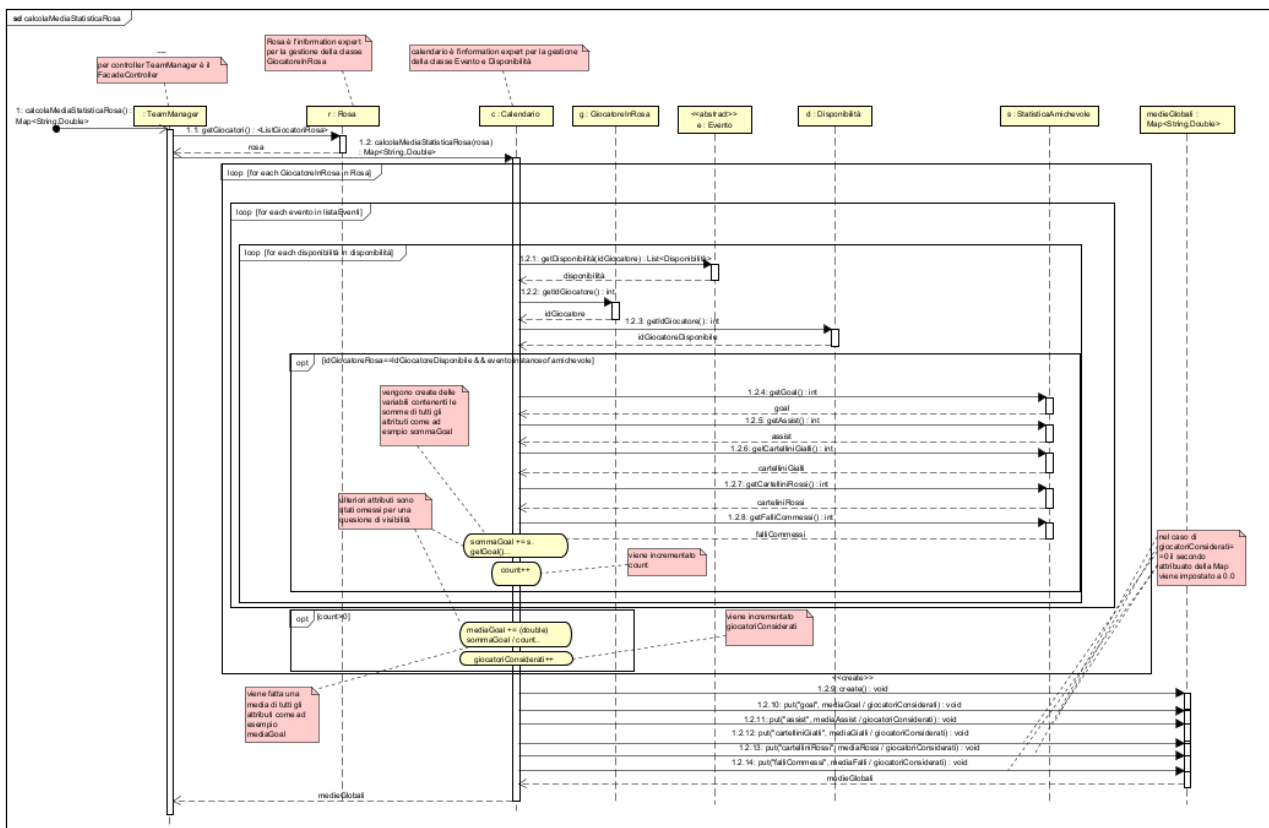 sd calcolaMediaStatisticaRosa
per controller TeamManager è il
FacadeController
Rosa è l'information expert
per la gestione della classe
GiocatoreInRosa
calendario è l'information expert per la gestione
della classe Evento e Disponibilità
1: calcolaMediaStatisticaRosa() :
Map<String,Double>
: TeamManager
r : Rosa
c : Calendario
g : GiocatoreInRosa
<<abstract>>
e : Evento
d : Disponibilità
s : StatisticaAmichevole
medieGlobali :
Map<String,Double>
1.1: getGiocatori() : <ListGiocatoriRosa>
rosa
1.2: calcolaMediaStatisticaRosa(rosa)
: Map<String,Double>
loop [for each GiocatoreInRosa in Rosa]
loop [for each evento in listaEventi]
loop [for each disponibilità in disponibilità]
1.2.1: getDisponibilità(idGiocatore) : List<Disponibilità>
disponibilità
1.2.2: getIdGiocatore() : int
idGiocatore
1.2.3: getIdGiocatore() : int
idGiocatoreDisponibile
opt [idGiocatoreRosa==IdGiocatoreDisponibile && evento instance of amichevole]
vengono create delle
variabili contenenti le
somme di tutti gli
attributi come ad
esmpio sommaGoal
1.2.4: getGoal() : int
goal
1.2.5: getAssist() : int
assist
1.2.6: getCartelliniGialli() : int
cartelliniGialli
1.2.7: getCartelliniRossi() : int
carteliniRossi
1.2.8: getFalliCommessi() : int
falliCommessi
ulteriori attributi sono
stati omessi per una
quesione di visibilità
sommaGoal += s.
getGoal()...
count++
viene incrementato
count
nel caso di
giocatoriConsiderati=
=0 il secondo
attribuato della Map
viene impostato a 0.0
opt [count>0]
mediaGoal += (double)
sommaGoal / count..
giocatoriConsiderati++
viene incrementato
giocatoriConsiderati
viene fatta una
media di tutti gli
attributi come ad
esempio
mediaGoal
<<create>>
1.2.9: create() : void
1.2.10: put("goal", mediaGoal / giocatoriConsiderati) : void
1.2.11: put("assist", mediaAssist / giocatoriConsiderati) : void
1.2.12: put("cartelliniGialli", mediaGialli / giocatoriConsiderati) : void
1.2.13: put("cartelliniRossi", mediaRossi / giocatoriConsiderati) : void
1.2.14: put("falliCommessi", mediaFalli / giocatoriConsiderati) : void
medieGlobali
medieGlobali